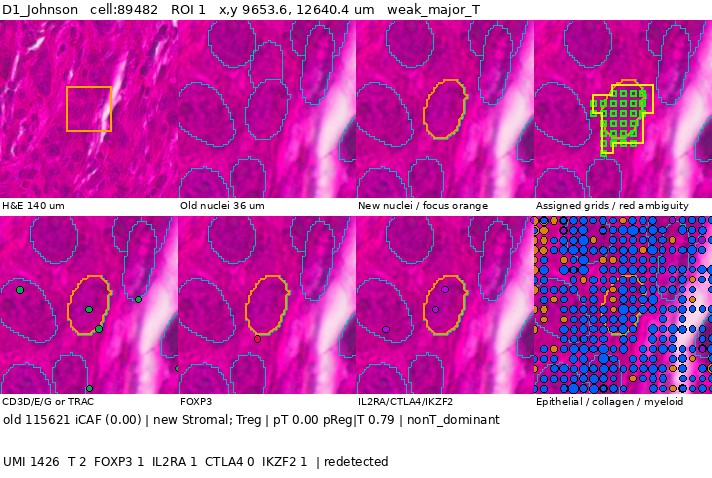 D1_Johnson cell:89482 ROI 1 x,y 9653.6, 12640.4 um weak_major_T
H&E 140 um
Old nuclei 36 um
New nuclei / focus orange
Assigned grids / red ambiguity
CD3D/E/G or TRAC
FOXP3
IL2RA/CTLA4/IKZF2
Epithelial / collagen / myeloid
old 115621 iCAF (0.00) | new Stromal; Treg | pT 0.00 pReg|T 0.79 | nonT_dominant
UMI 1426 T 2 FOXP3 1 IL2RA 1 CTLA4 0 IKZF2 1 | redetected